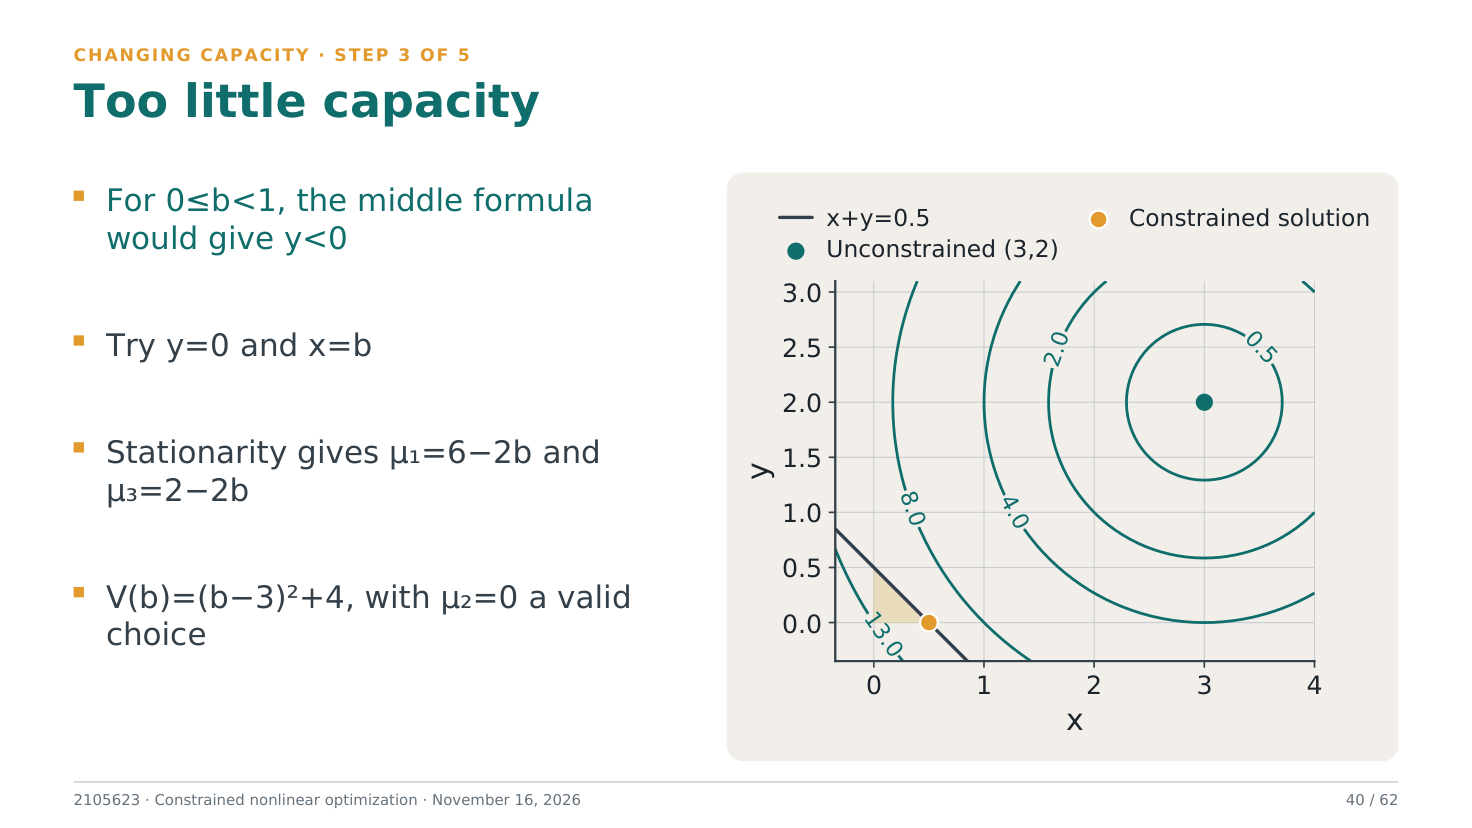 CHANGING CAPACITY · STEP 3 OF 5
Too little capacity
For 0≤b<1, the middle formula
would give y<0
Try y=0 and x=b
Stationarity gives μ₁=6−2b and
μ₃=2−2b
V(b)=(b−3)²+4, with μ₂=0 a valid
choice
x+y=0.5
Constrained solution
Unconstrained (3,2)
3.0
2.5
2.0
1.5
1.0
0.5
0.0
y
0.5
2.0
4.0
8.0
13.0
0 1 2 3 4
x
2105623 · Constrained nonlinear optimization · November 16, 2026
40 / 62